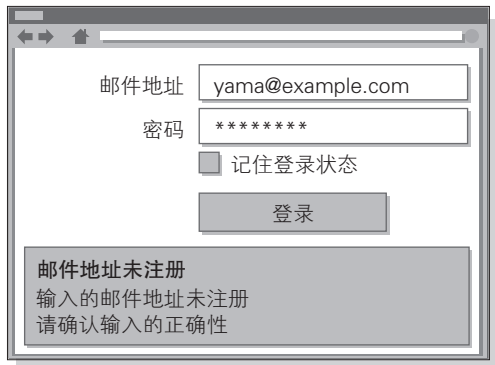 邮件地址 yama@example.com
密码 ********
记住登录状态
登录
邮件地址未注册
输入的邮件地址未注册
请确认输入的正确性